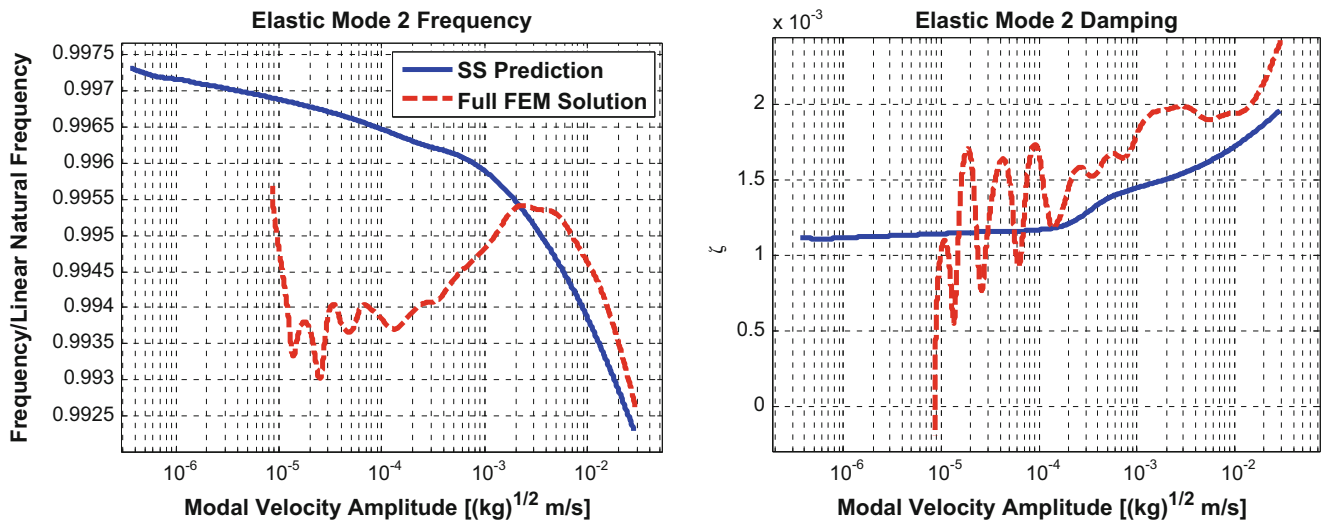 Elastic Mode 2 Frequency
Frequency/Linear Natural Frequency
0.9975
0.997
0.9965
0.996
0.9955
0.995
0.9945
0.994
0.9935
0.993
0.9925
SS Prediction
Full FEM Solution
10⁻⁶ 10⁻⁵ 10⁻⁴ 10⁻³ 10⁻²
Modal Velocity Amplitude [(kg)^1/2 m/s]
Elastic Mode 2 Damping
x 10⁻³
2
1.5
1
0.5
0
ζ
10⁻⁶ 10⁻⁵ 10⁻⁴ 10⁻³ 10⁻²
Modal Velocity Amplitude [(kg)^1/2 m/s]